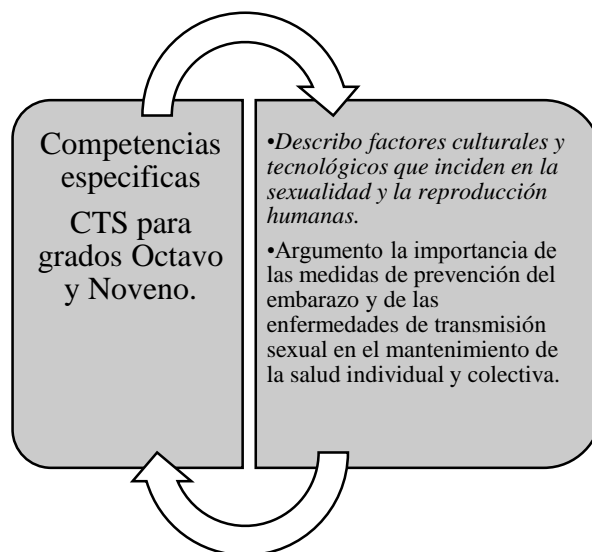 Competencias
especificas
CTS para
grados Octavo
y Noveno.
•Describo factores culturales y
tecnológicos que inciden en la
sexualidad y la reproducción
humanas.
•Argumento la importancia de
las medidas de prevención del
embarazo y de las
enfermedades de transmisión
sexual en el mantenimiento de
la salud individual y colectiva.